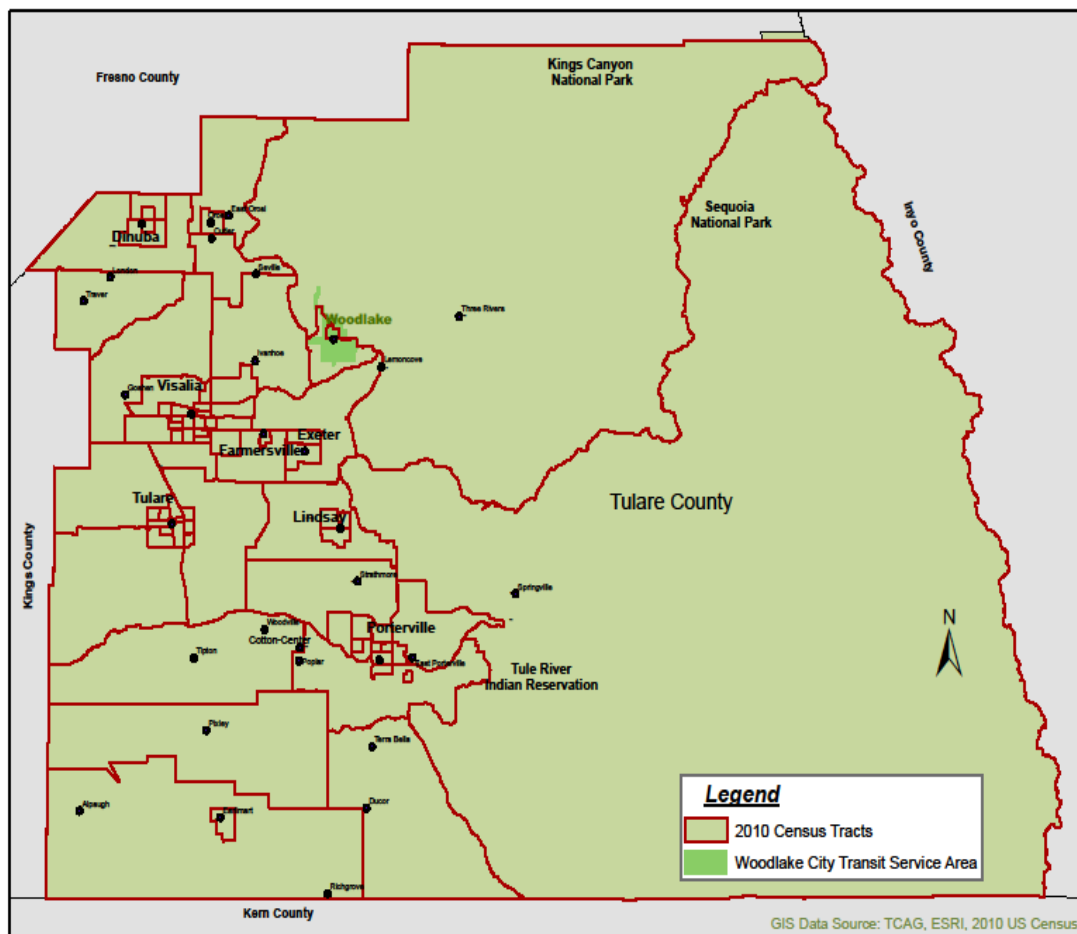 Fresno County
Kings Canyon
National Park
Sequoia
National Park
Inyo County
East Orosi
Orosi
Cutler
Dinuba
London
Traver
Seville
Woodlake
Three Rivers
Lemoncove
Ivanhoe
Goshen
Visalia
Exeter
Farmersville
Tulare
Lindsay
Tulare County
Kings County
Strathmore
Springville
Woodville
Cotton-Center
Porterville
Tipton
Poplar
East Porterville
Tule River
Indian Reservation
N
Pixley
Terra Bella
Alpaugh
Earlimart
Ducor
Richgrove
Kern County
Legend
2010 Census Tracts
Woodlake City Transit Service Area
GIS Data Source: TCAG, ESRI, 2010 US Census